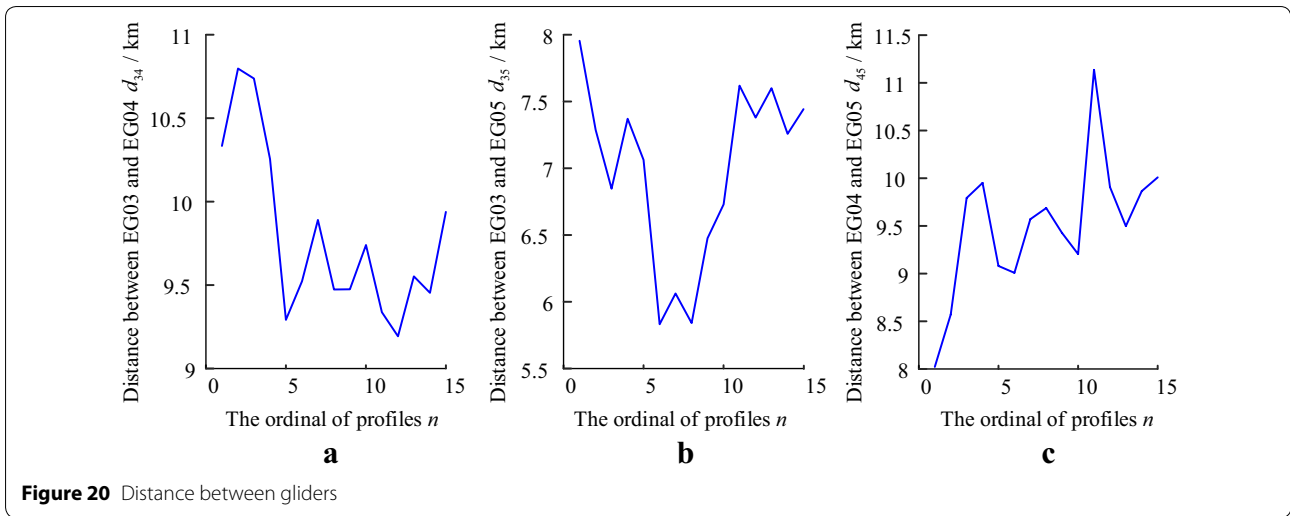 Distance between EG03 and EG04 d34 / km
11
10.5
10
9.5
9
0 5 10 15
The ordinal of profiles n
a
Distance between EG03 and EG05 d35 / km
8
7.5
7
6.5
6
5.5
0 5 10 15
The ordinal of profiles n
b
Distance between EG04 and EG05 d45 / km
11.5
11
10.5
10
9.5
9
8.5
8
0 5 10 15
The ordinal of profiles n
c
Figure 20 Distance between gliders